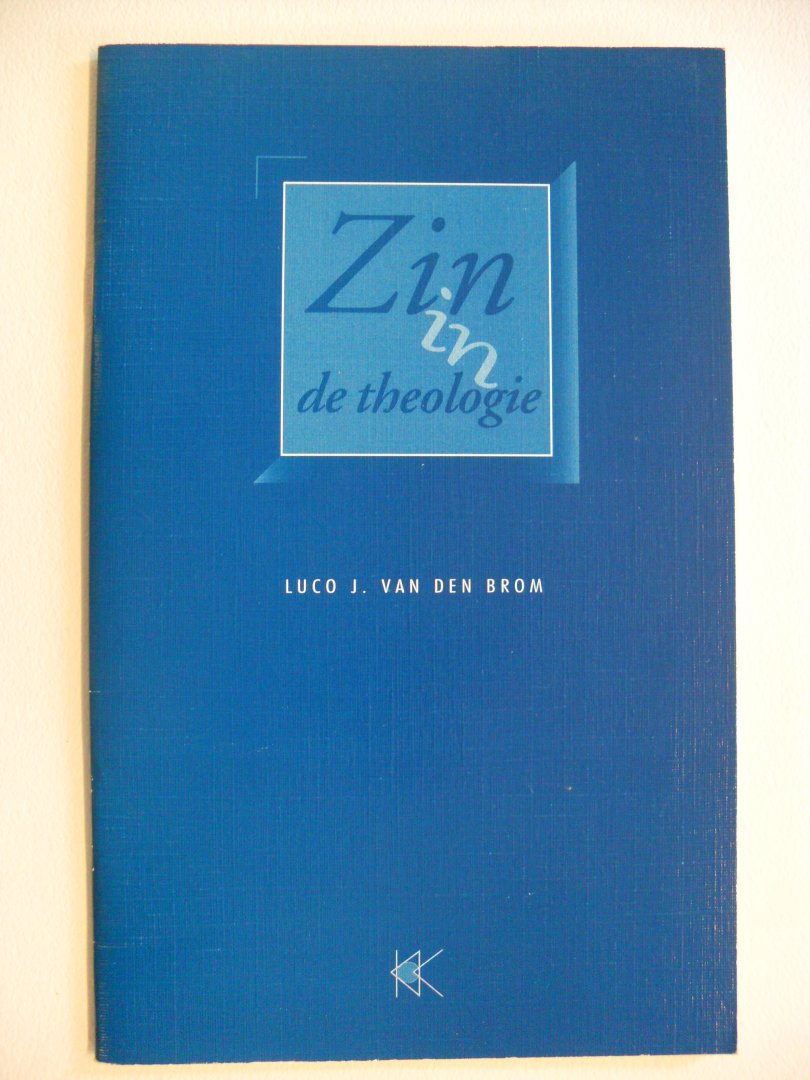 Zin
in
de theologie
LUCO J. VAN DEN BROM